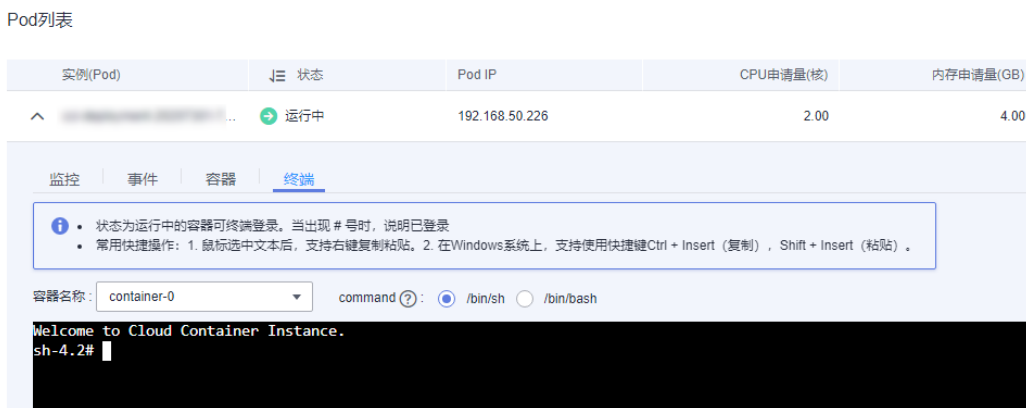 Pod列表
实例(Pod) 状态 Pod IP CPU申请量(核) 内存申请量(GB)
... 运行中 192.168.50.226 2.00 4.00
监控 事件 容器 终端
状态为运行中的容器可终端登录。当出现 # 号时，说明已登录
常用快捷操作：1. 鼠标选中文本后，支持右键复制粘贴。2. 在Windows系统上，支持使用快捷键Ctrl + Insert（复制）, Shift + Insert（粘贴）。
容器名称 : container-0 command ? : /bin/sh /bin/bash
Welcome to Cloud Container Instance.
sh-4.2#